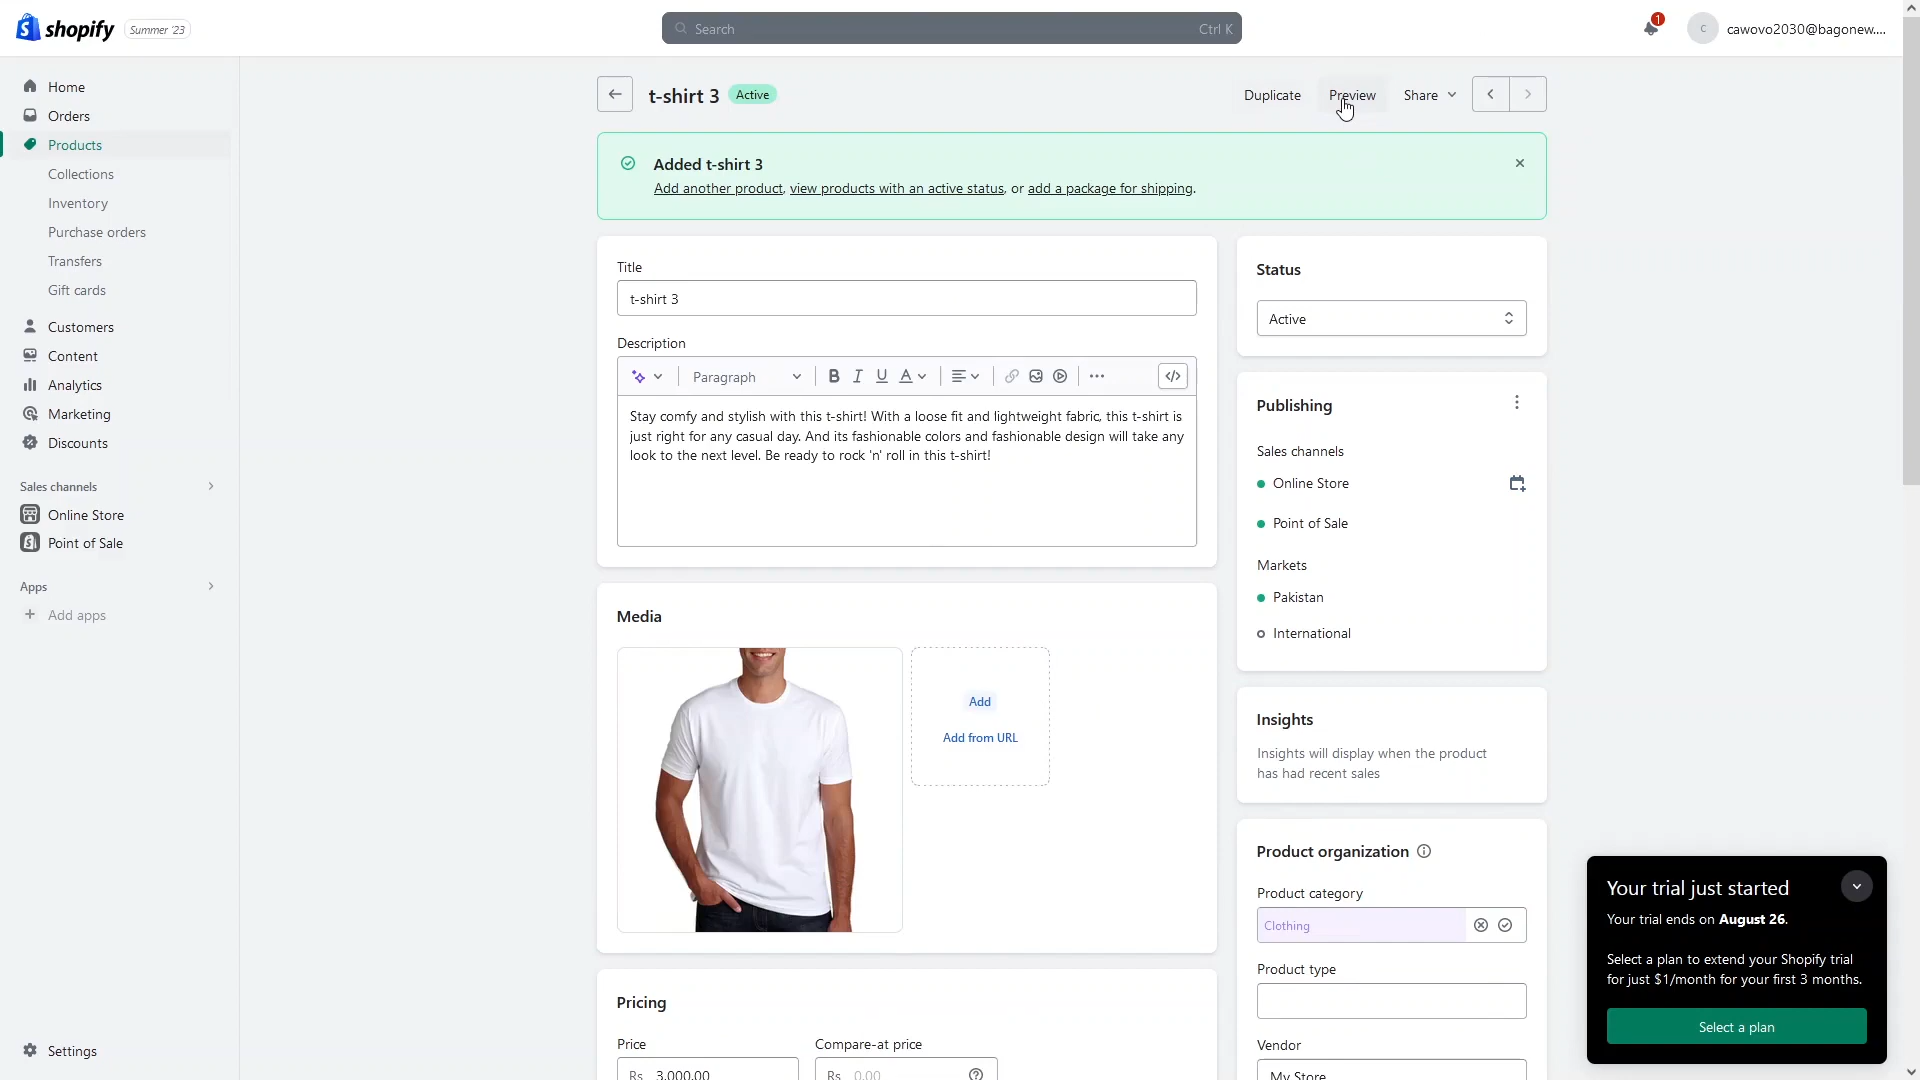 shopify Summer '23
Search Ctrl K
1
c cawovo2030@bagonew....
Home
Orders
Products
Collections
Inventory
Purchase orders
Transfers
Gift cards
Customers
Content
Analytics
Marketing
Discounts
Sales channels
Online Store
Point of Sale
Apps
Add apps
Settings
t-shirt 3 Active
Duplicate Preview Share
Added t-shirt 3
Add another product, view products with an active status, or add a package for shipping.
Title
t-shirt 3
Description
Paragraph
Stay comfy and stylish with this t-shirt! With a loose fit and lightweight fabric, this t-shirt is
just right for any casual day. And its fashionable colors and fashionable design will take any
look to the next level. Be ready to rock 'n' roll in this t-shirt!
Media
Add
Add from URL
Pricing
Price Compare-at price
Rs 3,000.00 Rs 0.00
Status
Active
Publishing
Sales channels
Online Store
Point of Sale
Markets
Pakistan
International
Insights
Insights will display when the product
has had recent sales
Product organization
Product category
Clothing
Product type
Vendor
My Store
Your trial just started
Your trial ends on August 26.
Select a plan to extend your Shopify trial
for just $1/month for your first 3 months.
Select a plan